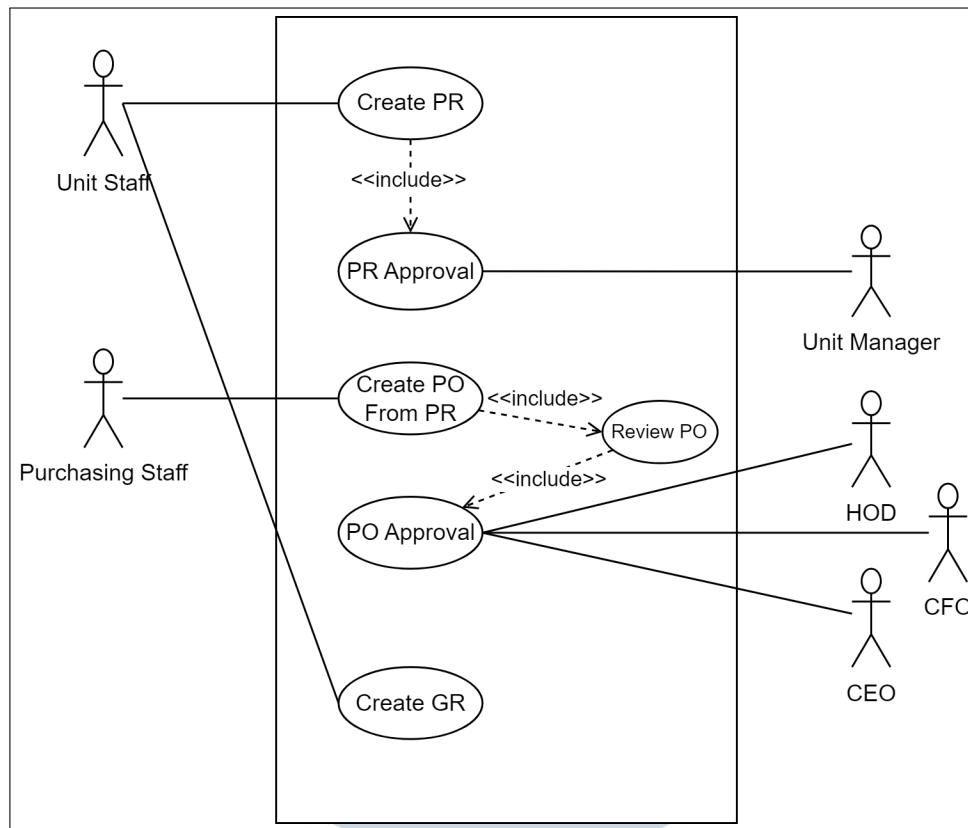 Create PR
Unit Staff
<<include>>
PR Approval
Unit Manager
Create PO
From PR
<<include>>
Review PO
Purchasing Staff
<<include>>
HOD
PO Approval
CFO
CEO
Create GR